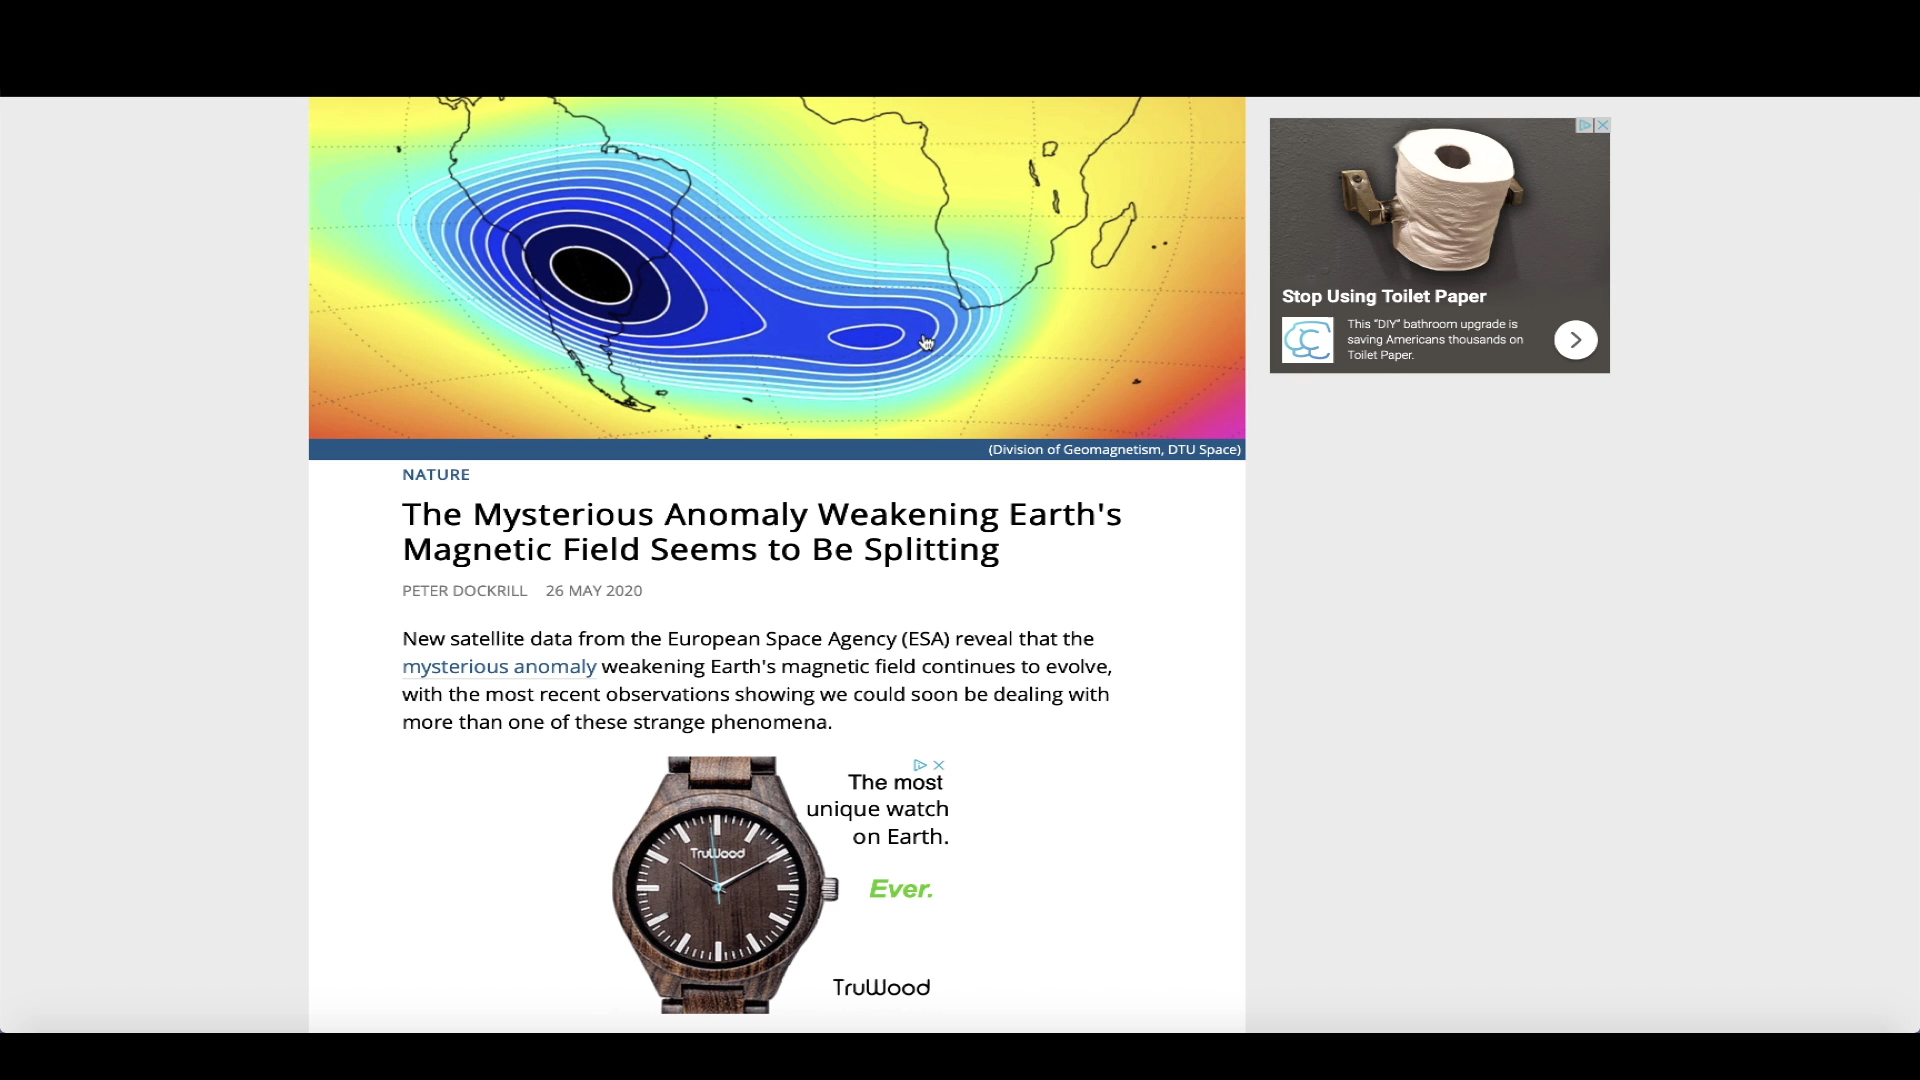 (Division of Geomagnetism, DTU Space)
NATURE
The Mysterious Anomaly Weakening Earth's
Magnetic Field Seems to Be Splitting
PETER DOCKRILL 26 MAY 2020
New satellite data from the European Space Agency (ESA) reveal that the
mysterious anomaly weakening Earth's magnetic field continues to evolve,
with the most recent observations showing we could soon be dealing with
more than one of these strange phenomena.
TruWood
The most
unique watch
on Earth.
Ever.
TruWood
Stop Using Toilet Paper
CC
This "DIY" bathroom upgrade is
saving Americans thousands on
Toilet Paper.